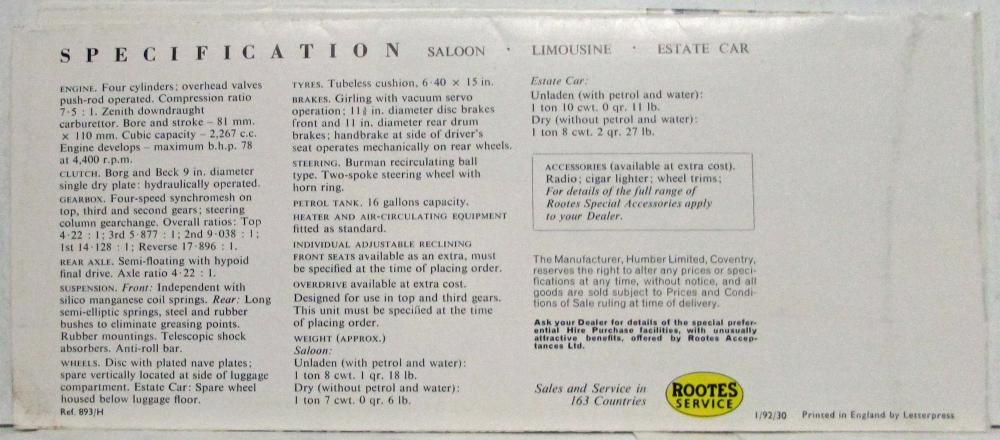 SPECIFICATION SALOON · LIMOUSINE · ESTATE CAR
ENGINE. Four cylinders; overhead valves
push-rod operated. Compression ratio
7·5 : 1. Zenith downdraught
carburettor. Bore and stroke – 81 mm.
× 110 mm. Cubic capacity – 2,267 c.c.
Engine develops – maximum b.h.p. 78
at 4,400 r.p.m.
CLUTCH. Borg and Beck 9 in. diameter
single dry plate: hydraulically operated.
GEARBOX. Four-speed synchromesh on
top, third and second gears; steering
column gearchange. Overall ratios: Top
4·22 : 1; 3rd 5·877 : 1; 2nd 9·038 : 1;
1st 14·128 : 1; Reverse 17·896 : 1.
REAR AXLE. Semi-floating with hypoid
final drive. Axle ratio 4·22 : 1.
SUSPENSION. Front: Independent with
silico manganese coil springs. Rear: Long
semi-elliptic springs, steel and rubber
bushes to eliminate greasing points.
Rubber mountings. Telescopic shock
absorbers. Anti-roll bar.
WHEELS. Disc with plated nave plates;
spare vertically located at side of luggage
compartment. Estate Car: Spare wheel
housed below luggage floor.
Ref. 893/H
TYRES. Tubeless cushion, 6·40 × 15 in.
BRAKES. Girling with vacuum servo
operation; 11 in. diameter disc brakes
front and 11 in. diameter rear drum
brakes; handbrake at side of driver's
seat operates mechanically on rear wheels.
STEERING. Burman recirculating ball
type. Two-spoke steering wheel with
horn ring.
PETROL TANK. 16 gallons capacity.
HEATER AND AIR-CIRCULATING EQUIPMENT
fitted as standard.
INDIVIDUAL ADJUSTABLE RECLINING
FRONT SEATS available as an extra, must
be specified at the time of placing order.
OVERDRIVE available at extra cost.
Designed for use in top and third gears.
This unit must be specified at the time
of placing order.
WEIGHT (APPROX.)
Saloon:
Unladen (with petrol and water):
1 ton 8 cwt. 1 qr. 18 lb.
Dry (without petrol and water):
1 ton 7 cwt. 0 qr. 6 lb.
Estate Car:
Unladen (with petrol and water):
1 ton 10 cwt. 0 qr. 11 lb.
Dry (without petrol and water):
1 ton 8 cwt. 2 qr. 27 lb.
ACCESSORIES (available at extra cost).
Radio; cigar lighter; wheel trims;
For details of the full range of
Rootes Special Accessories apply
to your Dealer.
The Manufacturer, Humber Limited, Coventry,
reserves the right to alter any prices or speci-
fications at any time, without notice, and all
goods are sold subject to Prices and Condi-
tions of Sale ruling at time of delivery.
Ask your Dealer for details of the special prefer-
ential Hire Purchase facilities, with unusually
attractive benefits, offered by Rootes Accep-
tances Ltd.
Sales and Service in
163 Countries
ROOTES
SERVICE
1/92/30 Printed in England by Letterpress